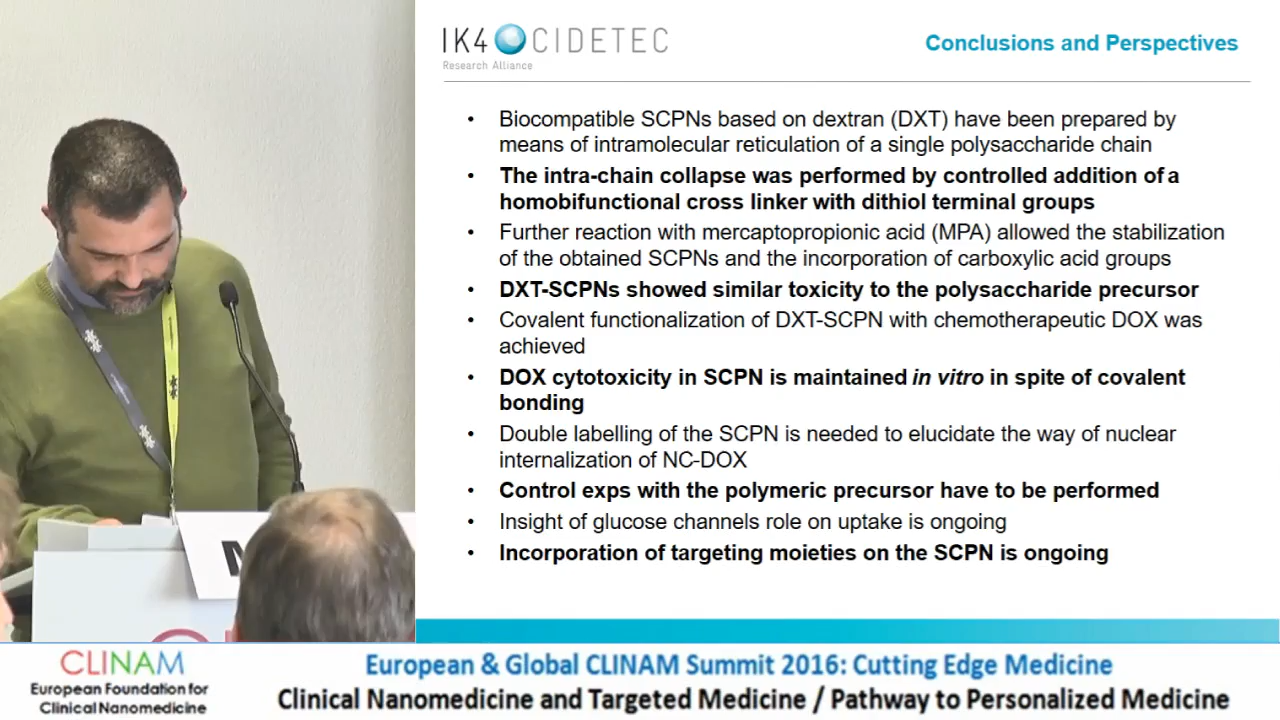 IK4 CIDETEC
Research Alliance
Conclusions and Perspectives
• Biocompatible SCPNs based on dextran (DXT) have been prepared by
means of intramolecular reticulation of a single polysaccharide chain
• The intra-chain collapse was performed by controlled addition of a
homobifunctional cross linker with dithiol terminal groups
• Further reaction with mercaptopropionic acid (MPA) allowed the stabilization
of the obtained SCPNs and the incorporation of carboxylic acid groups
• DXT-SCPNs showed similar toxicity to the polysaccharide precursor
• Covalent functionalization of DXT-SCPN with chemotherapeutic DOX was
achieved
• DOX cytotoxicity in SCPN is maintained in vitro in spite of covalent
bonding
• Double labelling of the SCPN is needed to elucidate the way of nuclear
internalization of NC-DOX
• Control exps with the polymeric precursor have to be performed
• Insight of glucose channels role on uptake is ongoing
• Incorporation of targeting moieties on the SCPN is ongoing
CLINAM
European Foundation for
Clinical Nanomedicine
European & Global CLINAM Summit 2016: Cutting Edge Medicine
Clinical Nanomedicine and Targeted Medicine / Pathway to Personalized Medicine